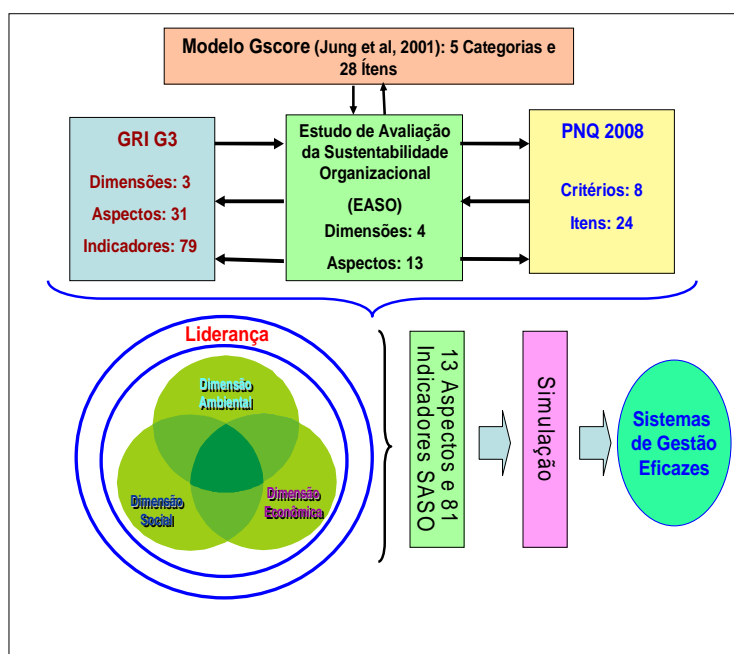 Modelo Gscore (Jung et al, 2001): 5 Categorias e
28 Ítens
GRI G3
Dimensões: 3
Aspectos: 31
Indicadores: 79
Estudo de Avaliação
da Sustentabilidade
Organizacional
(EASO)
Dimensões: 4
Aspectos: 13
PNQ 2008
Critérios: 8
Itens: 24
Liderança
Dimensão
Ambiental
Dimensão
Social
Dimensão
Econômica
13 Aspectos e 81
Indicadores SASO
Simulação
Sistemas
de Gestão
Eficazes